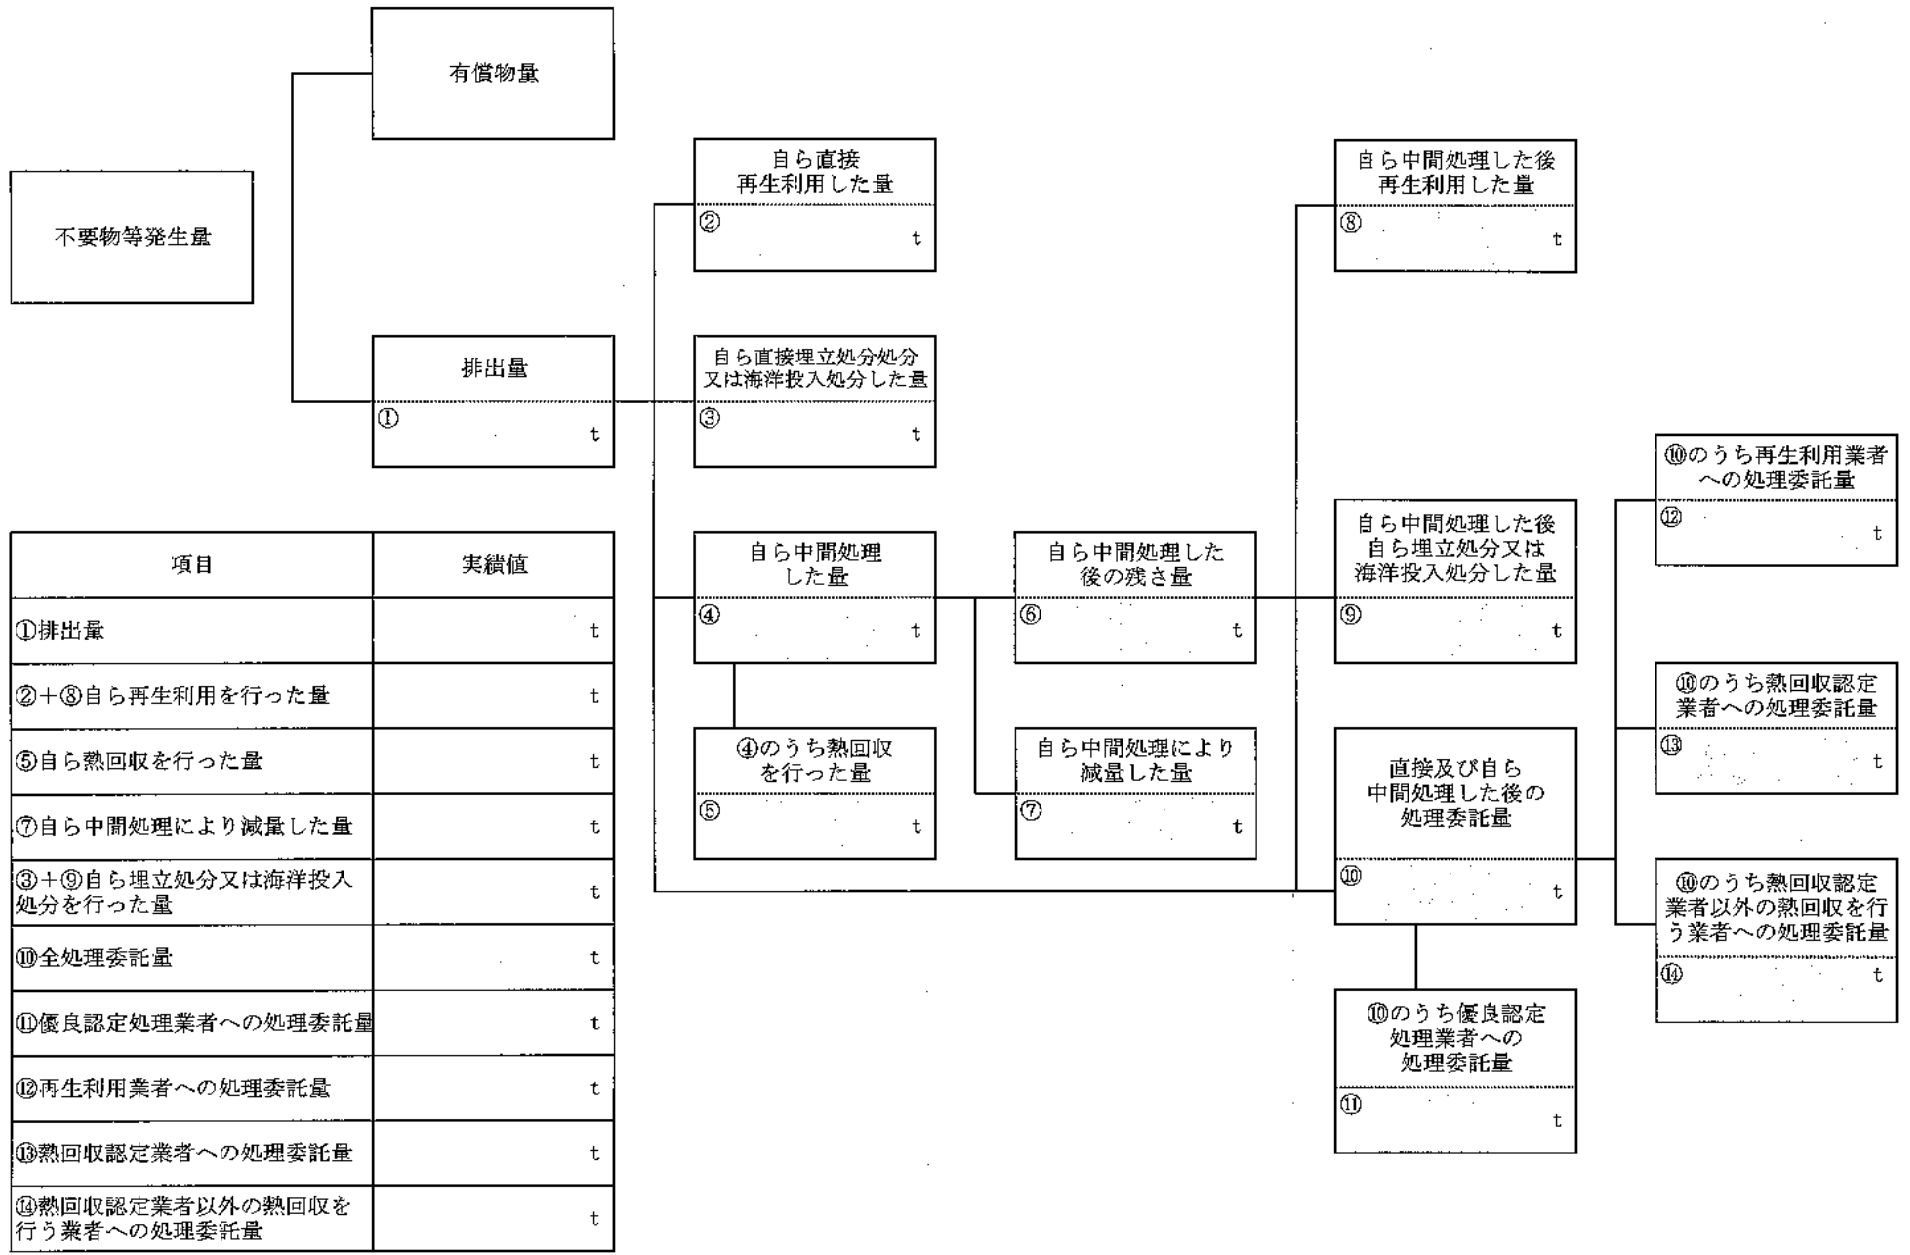 有償物量
不要物等発生量
排出量
①
t
自ら直接
再生利用した量
②
t
自ら直接埋立処分処分
又は海洋投入処分した量
③
t
自ら中間処理
した量
④
t
④のうち熱回収
を行った量
⑤
t
自ら中間処理した
後の残さ量
⑥
t
自ら中間処理により
減量した量
⑦
t
自ら中間処理した後
再生利用した量
⑧
t
自ら中間処理した後
自ら埋立処分又は
海洋投入処分した量
⑨
t
直接及び自ら
中間処理した後の
処理委託量
⑩
t
⑩のうち優良認定
処理業者への
処理委託量
⑪
t
⑩のうち再生利用業者
への処理委託量
⑫
t
⑩のうち熱回収認定
業者への処理委託量
⑬
t
⑩のうち熱回収認定
業者以外の熱回収を行
う業者への処理委託量
⑭
t
項目 実績値
①排出量 t
②+⑧自ら再生利用を行った量 t
⑤自ら熱回収を行った量 t
⑦自ら中間処理により減量した量 t
③+⑨自ら埋立処分又は海洋投入
処分を行った量 t
⑩全処理委託量 t
⑪優良認定処理業者への処理委託量 t
⑫再生利用業者への処理委託量 t
⑬熱回収認定業者への処理委託量 t
⑭熱回収認定業者以外の熱回収を
行う業者への処理委託量 t